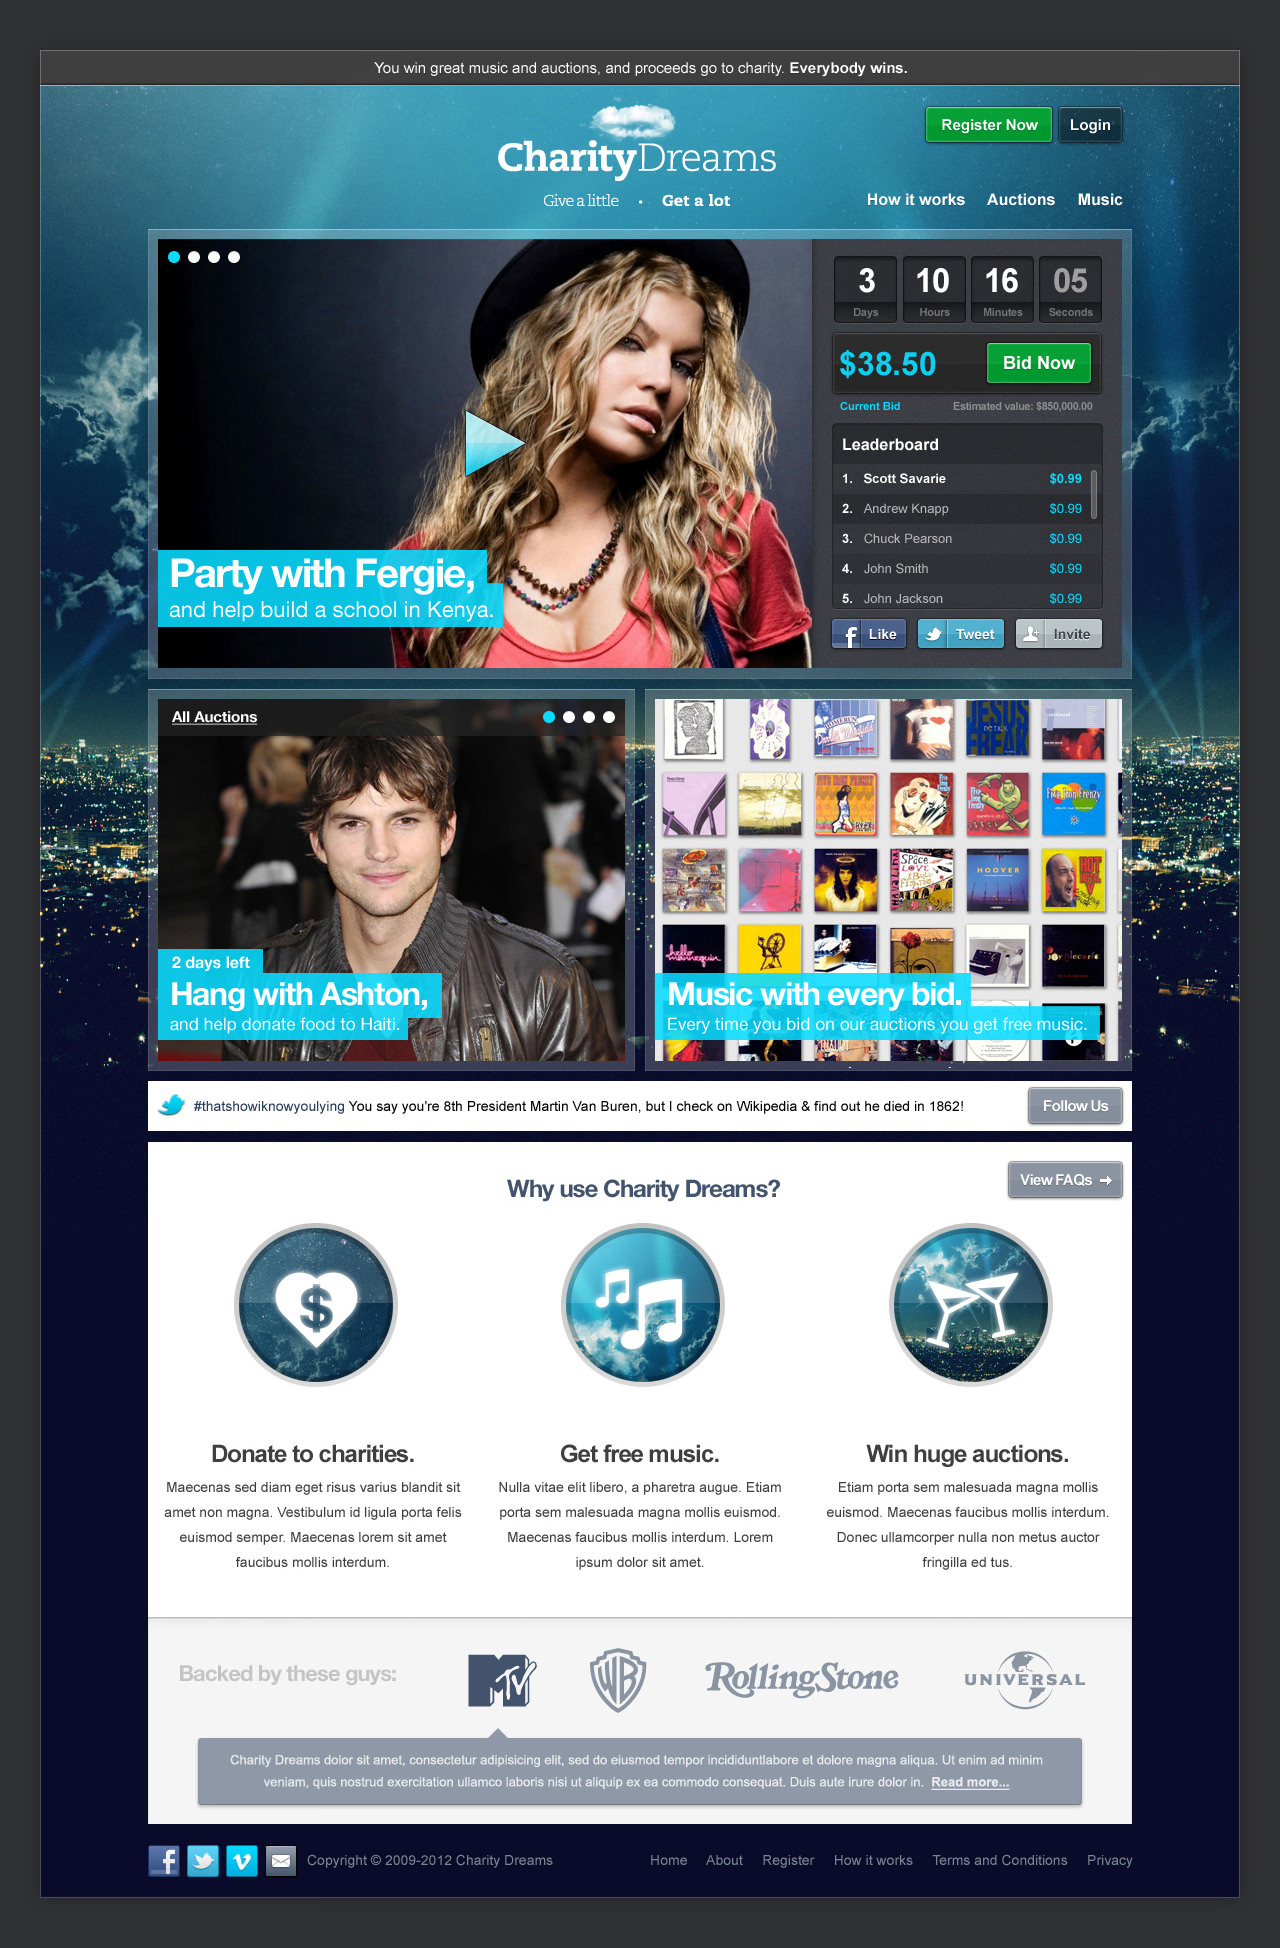 You win great music and auctions, and proceeds go to charity. Everybody wins.
Register Now Login
CharityDreams
Give a little • Get a lot
How it works Auctions Music
3 10 16 05
Days Hours Minutes Seconds
$38.50 Bid Now
Current Bid Estimated value: $850,000.00
Leaderboard
1. Scott Savarie $0.99
2. Andrew Knapp $0.99
3. Chuck Pearson $0.99
4. John Smith $0.99
5. John Jackson $0.99
Like Tweet Invite
Party with Fergie,
and help build a school in Kenya.
All Auctions
2 days left
Hang with Ashton,
and help donate food to Haiti.
JESUS
FREAK
Five Iron Frenzy
SPACE
LOVE
HOOVER
hello
mannequin
Music with every bid.
Every time you bid on our auctions you get free music.
#thatshowiknowyoulying You say you're 8th President Martin Van Buren, but I check on Wikipedia & find out he died in 1862!
Follow Us
View FAQs
Why use Charity Dreams?
$
Donate to charities.
Maecenas sed diam eget risus varius blandit sit
amet non magna. Vestibulum id ligula porta felis
euismod semper. Maecenas lorem sit amet
faucibus mollis interdum.
Get free music.
Nulla vitae elit libero, a pharetra augue. Etiam
porta sem malesuada magna mollis euismod.
Maecenas faucibus mollis interdum. Lorem
ipsum dolor sit amet.
Win huge auctions.
Etiam porta sem malesuada magna mollis
euismod. Maecenas faucibus mollis interdum.
Donec ullamcorper nulla non metus auctor
fringilla ed tus.
Backed by these guys:
MTV
WB
RollingStone
UNIVERSAL
Charity Dreams dolor sit amet, consectetur adipisicing elit, sed do eiusmod tempor incididuntlabore et dolore magna aliqua. Ut enim ad minim
veniam, quis nostrud exercitation ullamco laboris nisi ut aliquip ex ea commodo consequat. Duis aute irure dolor in. Read more...
Copyright © 2009-2012 Charity Dreams
Home About Register How it works Terms and Conditions Privacy